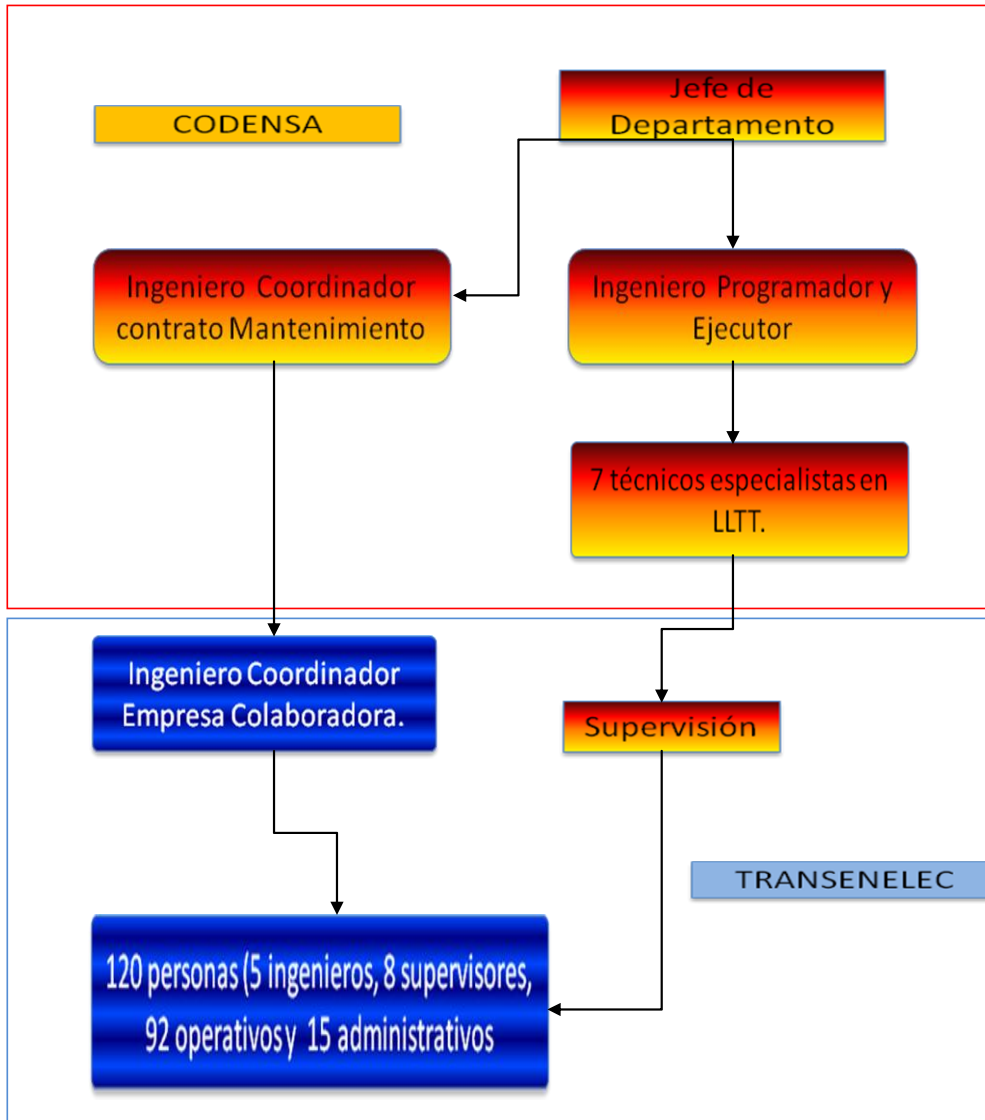 Jefe de
Departamento
CODENSA
Ingeniero Coordinador
contrato Mantenimiento
Ingeniero Programador y
Ejecutor
7 técnicos especialistas en
LLTT.
Ingeniero Coordinador
Empresa Colaboradora.
Supervisión
TRANSENELEC
120 personas (5 ingenieros, 8 supervisores,
92 operativos y 15 administrativos